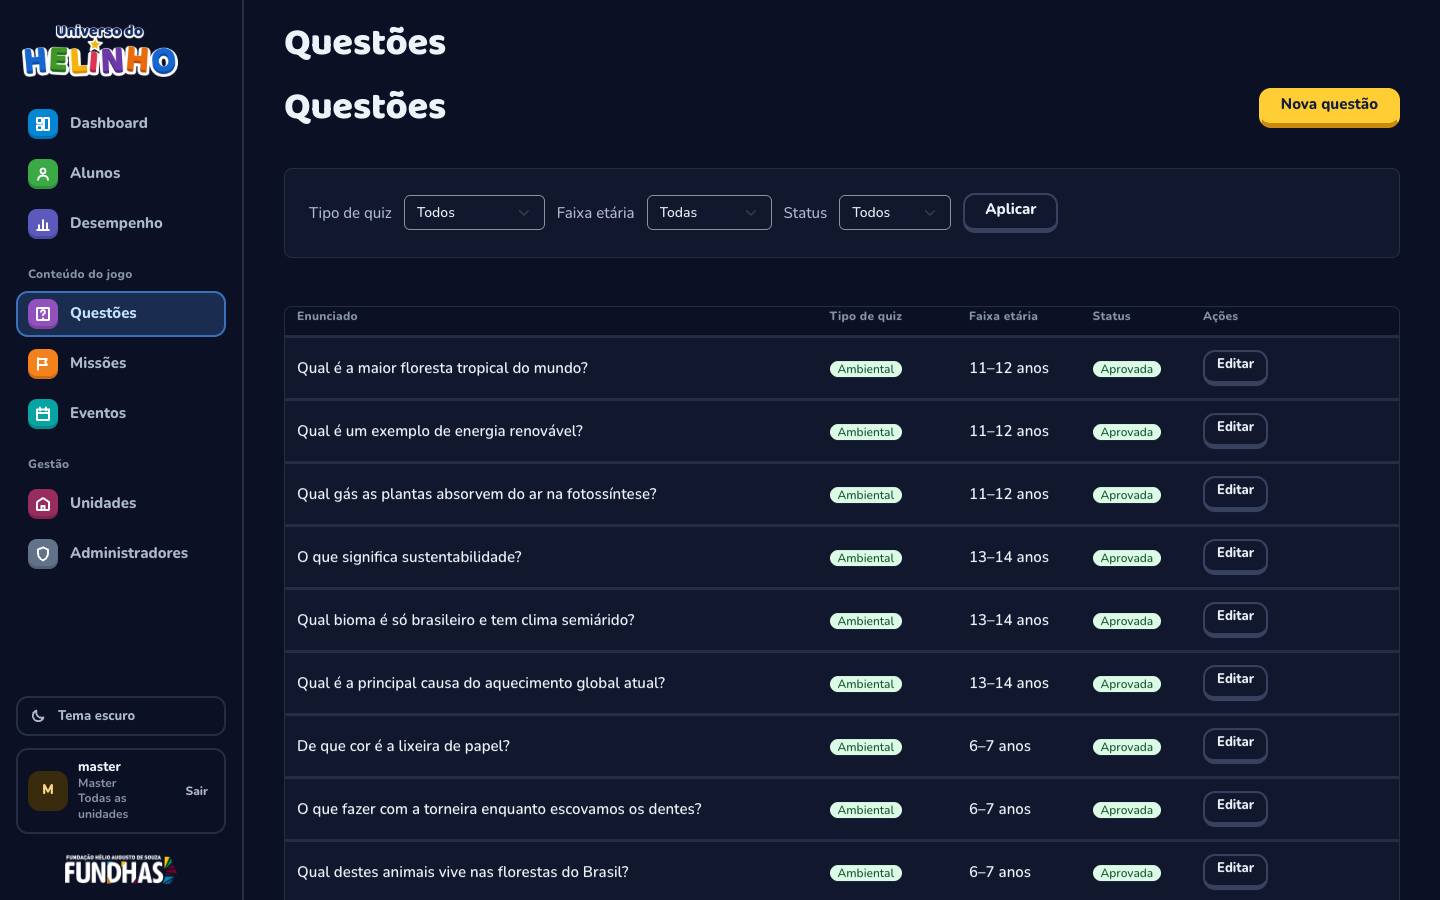 Universo do
HELINHO
Dashboard
Alunos
Desempenho
Conteúdo do jogo
Questões
Missões
Eventos
Gestão
Unidades
Administradores
Tema escuro
M
master
Master
Todas as
unidades
Sair
FUNDAÇÃO HÉLIO AUGUSTO DE SOUZA
FUNDHAS
Questões
Questões
Nova questão
Tipo de quiz Todos Faixa etária Todas Status Todos Aplicar
Enunciado Tipo de quiz Faixa etária Status Ações
Qual é a maior floresta tropical do mundo? Ambiental 11–12 anos Aprovada Editar
Qual é um exemplo de energia renovável? Ambiental 11–12 anos Aprovada Editar
Qual gás as plantas absorvem do ar na fotossíntese? Ambiental 11–12 anos Aprovada Editar
O que significa sustentabilidade? Ambiental 13–14 anos Aprovada Editar
Qual bioma é só brasileiro e tem clima semiárido? Ambiental 13–14 anos Aprovada Editar
Qual é a principal causa do aquecimento global atual? Ambiental 13–14 anos Aprovada Editar
De que cor é a lixeira de papel? Ambiental 6–7 anos Aprovada Editar
O que fazer com a torneira enquanto escovamos os dentes? Ambiental 6–7 anos Aprovada Editar
Qual destes animais vive nas florestas do Brasil? Ambiental 6–7 anos Aprovada Editar